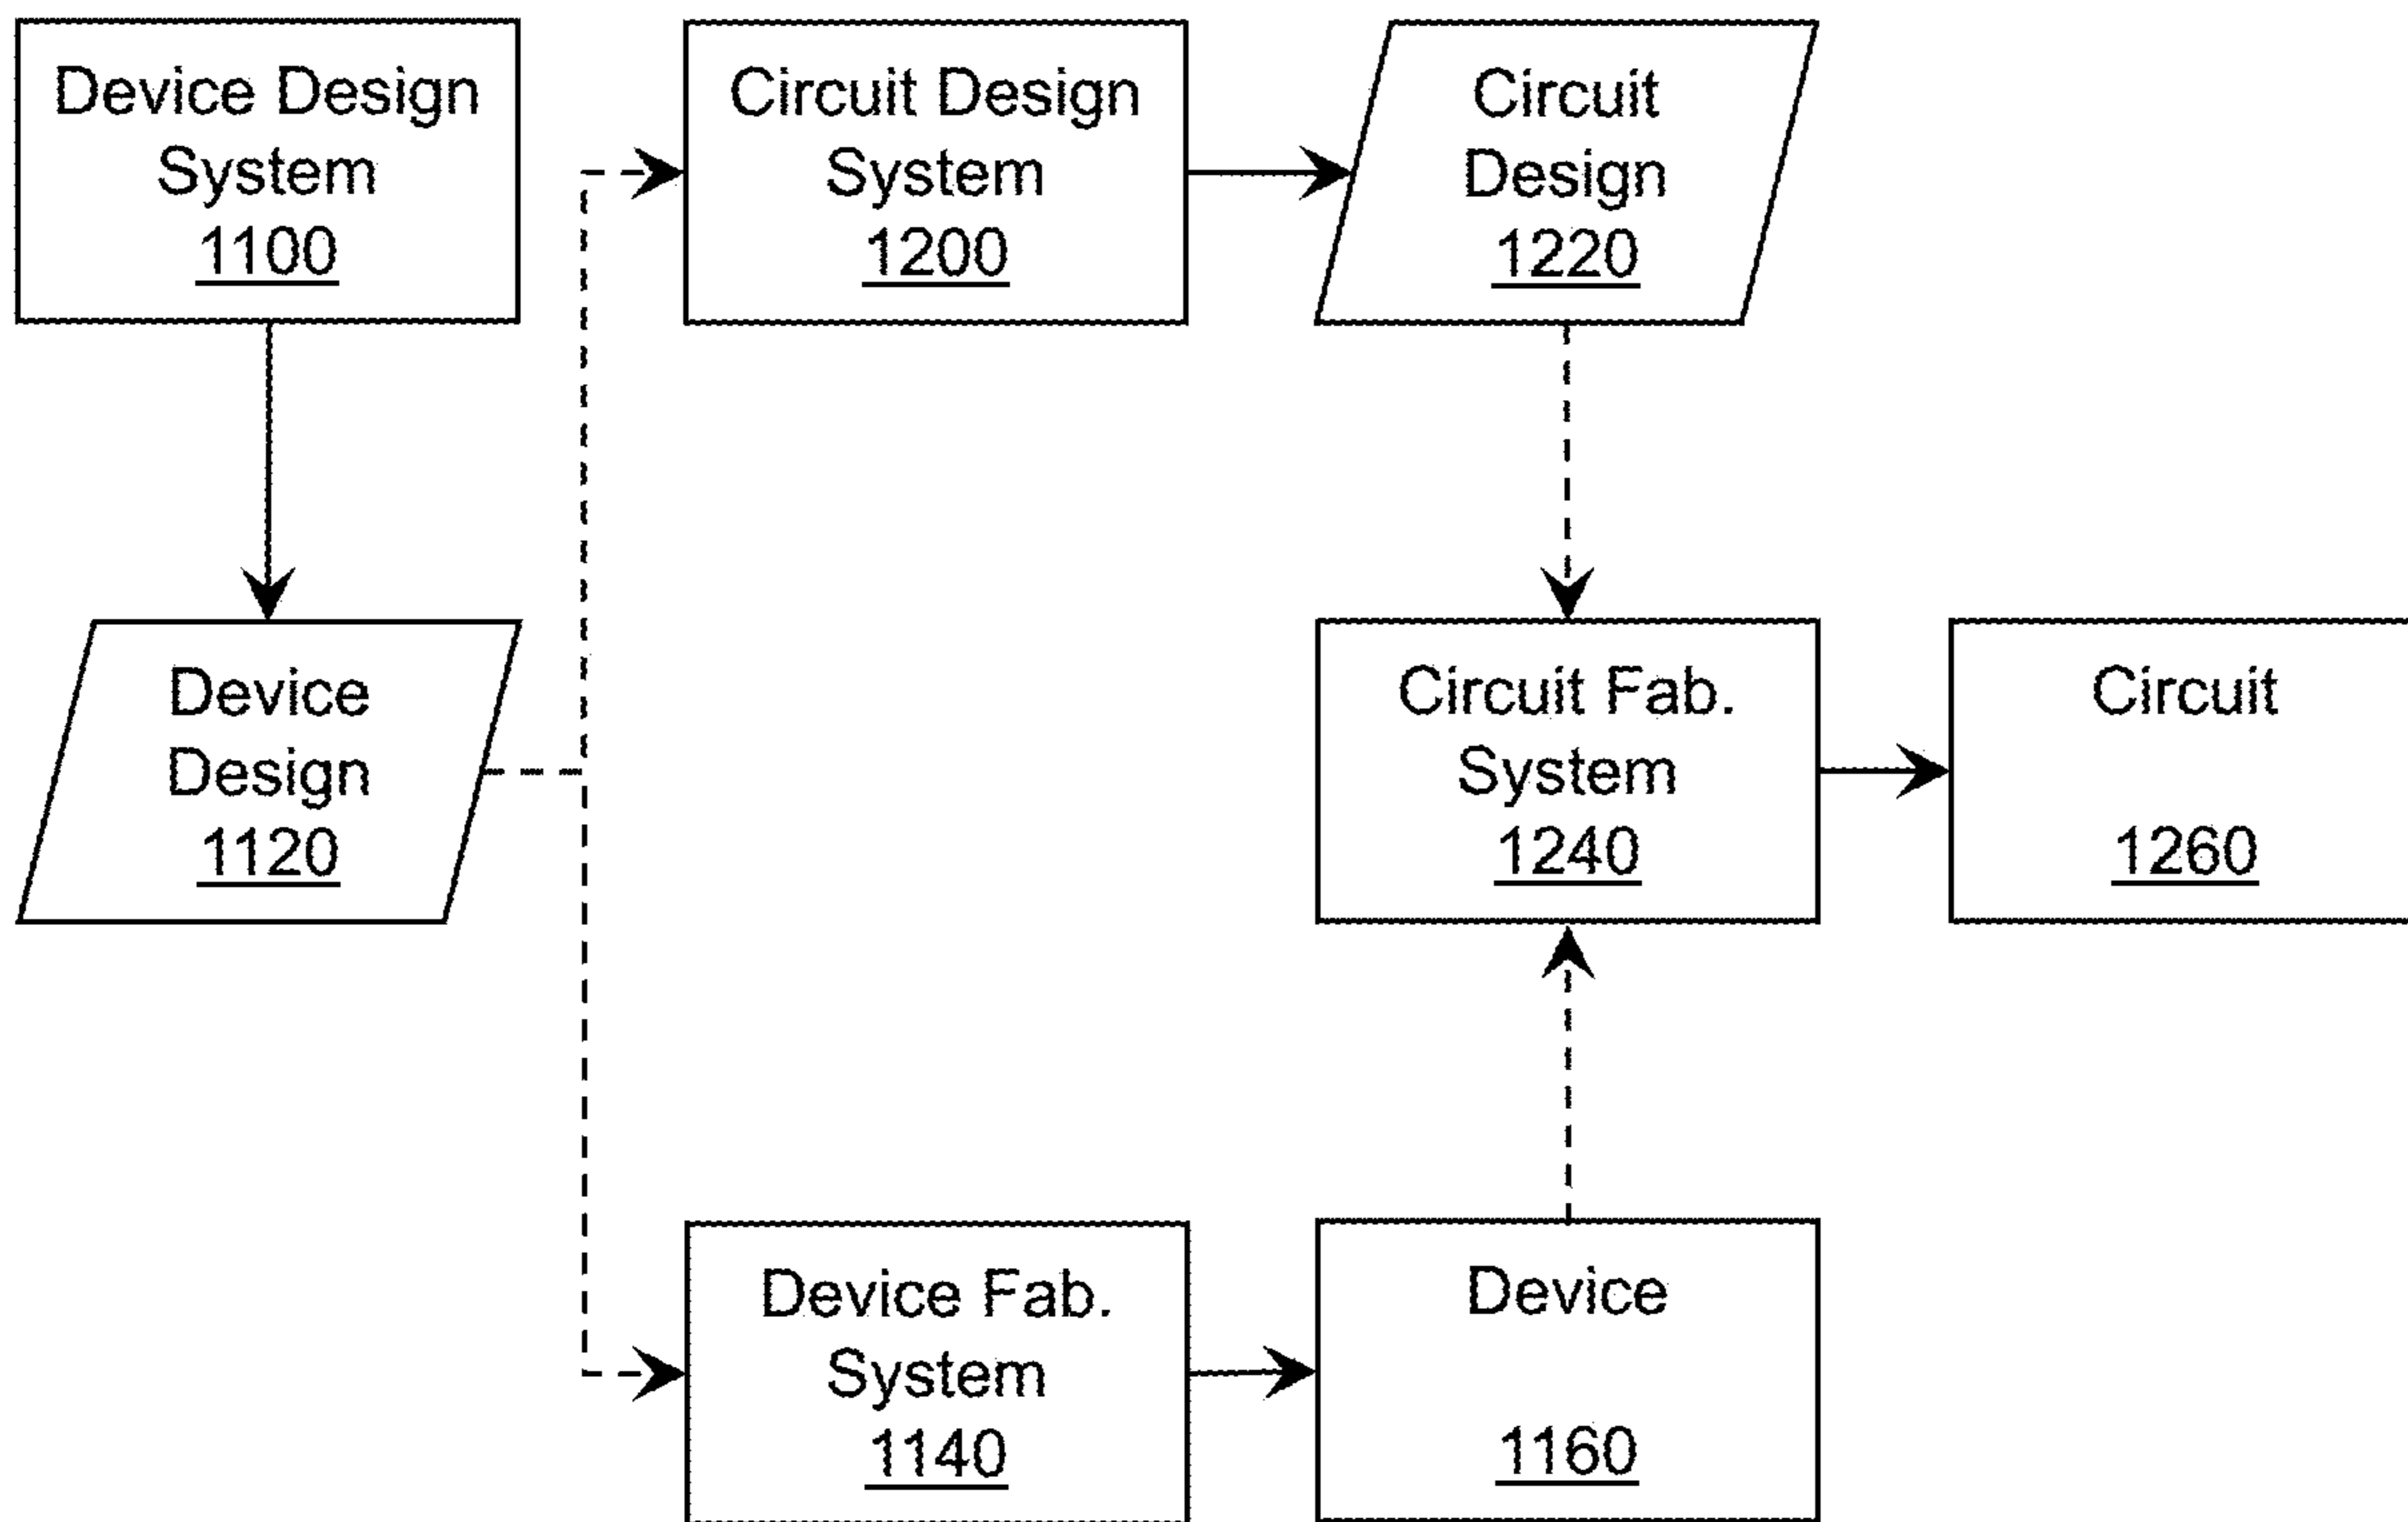 Device Design
System
1100
Circuit Design
System
1200
Circuit
Design
1220
Device
Design
1120
Circuit Fab.
System
1240
Circuit
1260
Device Fab.
System
1140
Device
1160